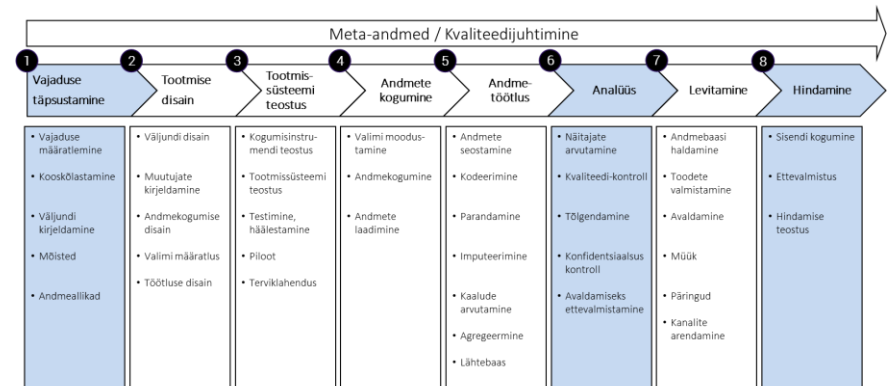 Meta-andmed / Kvaliteedijuhtimine
1
Vajaduse
täpsustamine
2
Tootmise
disain
3
Tootmis-
süsteemi
teostus
4
Andmete
kogumine
5
Andme-
töötlus
6
Analüüs
7
Levitamine
8
Hindamine
• Vajaduse
määratlemine
• Kooskõlastamine
• Väljundi
kirjeldamine
• Mõisted
• Andmeallikad
• Väljundi disain
• Muutujate
kirjeldamine
• Andmekogumise
disain
• Valimi määratlus
• Töötluse disain
• Kogumisinstru-
mendi teostus
• Tootmissüsteemi
teostus
• Testimine,
häälestamine
• Piloot
• Terviklahendus
• Valimi moodus-
tamine
• Andmekogumine
• Andmete
laadimine
• Andmete
seostamine
• Kodeerimine
• Parandamine
• Imputeerimine
• Kaalude
arvutamine
• Agregeermine
• Lähtebaas
• Näitajate
arvutamine
• Kvaliteedi-kontroll
• Tõlgendamine
• Konfidentsiaalsus
kontroll
• Avaldamiseks
ettevalmistamine
• Andmebaasi
haldamine
• Toodete
valmistamine
• Avaldamine
• Müük
• Päringud
• Kanalite
arendamine
• Sisendi kogumine
• Ettevalmistus
• Hindamise
teostus